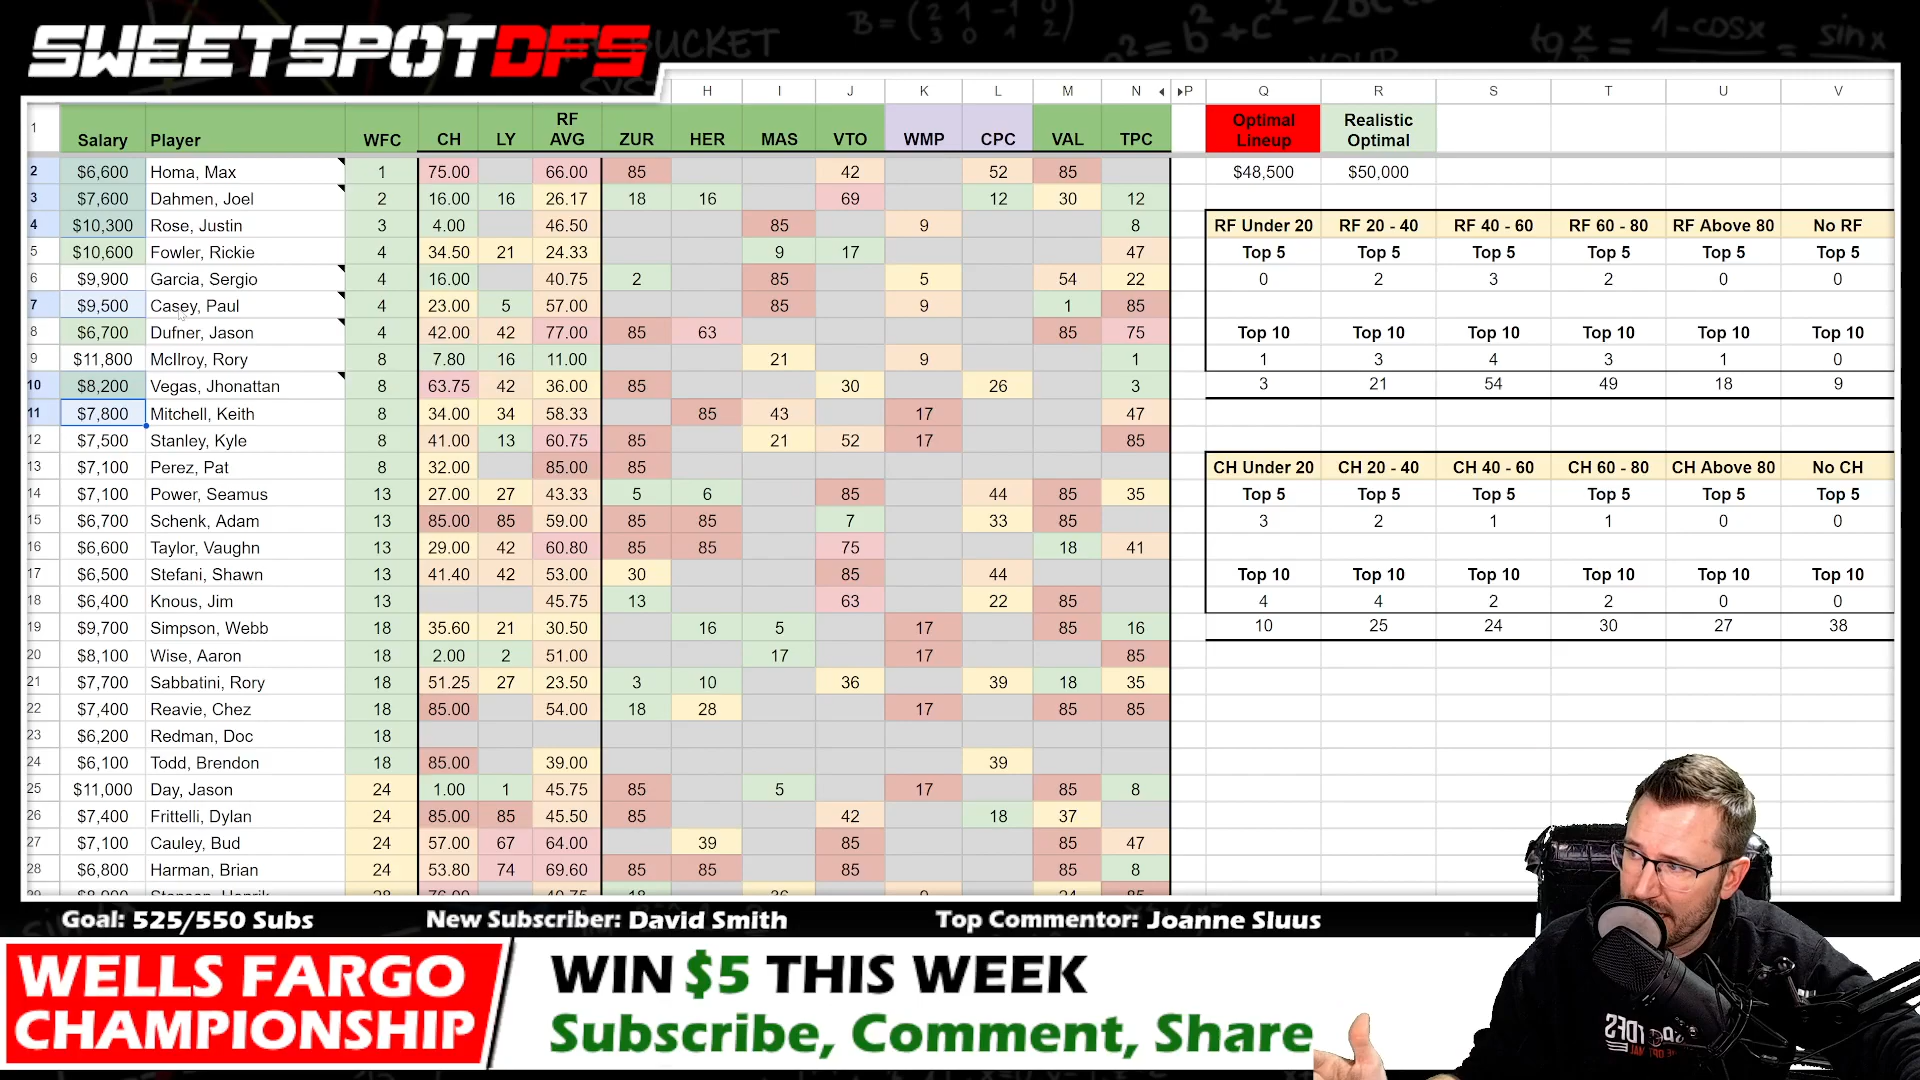 SWEETSPOTDFS
H I J K L M N P Q R S T U V
1 Salary Player WFC CH LY RF AVG ZUR HER MAS VTO WMP CPC VAL TPC Optimal Lineup Realistic Optimal
2 $6,600 Homa, Max 1 75.00 66.00 85 42 52 85 $48,500 $50,000
3 $7,600 Dahmen, Joel 2 16.00 16 26.17 18 16 69 12 30 12
4 $10,300 Rose, Justin 3 4.00 46.50 85 9 8 RF Under 20 RF 20 - 40 RF 40 - 60 RF 60 - 80 RF Above 80 No RF
5 $10,600 Fowler, Rickie 4 34.50 21 24.33 9 17 47 Top 5 Top 5 Top 5 Top 5 Top 5 Top 5
6 $9,900 Garcia, Sergio 4 16.00 40.75 2 85 5 54 22 0 2 3 2 0 0
7 $9,500 Casey, Paul 4 23.00 5 57.00 85 9 1 85
8 $6,700 Dufner, Jason 4 42.00 42 77.00 85 63 85 75 Top 10 Top 10 Top 10 Top 10 Top 10 Top 10
9 $11,800 McIlroy, Rory 8 7.80 16 11.00 21 9 1 1 3 4 3 1 0
10 $8,200 Vegas, Jhonattan 8 63.75 42 36.00 85 30 26 3 3 21 54 49 18 9
11 $7,800 Mitchell, Keith 8 34.00 34 58.33 85 43 17 47
12 $7,500 Stanley, Kyle 8 41.00 13 60.75 85 21 52 17 85
13 $7,100 Perez, Pat 8 32.00 85.00 85 CH Under 20 CH 20 - 40 CH 40 - 60 CH 60 - 80 CH Above 80 No CH
14 $7,100 Power, Seamus 13 27.00 27 43.33 5 6 85 44 85 35 Top 5 Top 5 Top 5 Top 5 Top 5 Top 5
15 $6,700 Schenk, Adam 13 85.00 85 59.00 85 85 7 33 85 3 2 1 1 0 0
16 $6,600 Taylor, Vaughn 13 29.00 42 60.80 85 85 75 18 41
17 $6,500 Stefani, Shawn 13 41.40 42 53.00 30 85 44 Top 10 Top 10 Top 10 Top 10 Top 10 Top 10
18 $6,400 Knous, Jim 13 45.75 13 63 22 85 4 4 2 2 0 0
19 $9,700 Simpson, Webb 18 35.60 21 30.50 16 5 17 85 16 10 25 24 30 27 38
20 $8,100 Wise, Aaron 18 2.00 2 51.00 17 17 85
21 $7,700 Sabbatini, Rory 18 51.25 27 23.50 3 10 36 39 18 35
22 $7,400 Reavie, Chez 18 85.00 54.00 18 28 17 85 85
23 $6,200 Redman, Doc 18
24 $6,100 Todd, Brendon 18 85.00 39.00 39
25 $11,000 Day, Jason 24 1.00 1 45.75 85 5 17 85 8
26 $7,400 Frittelli, Dylan 24 85.00 85 45.50 85 42 18 37
27 $7,100 Cauley, Bud 24 57.00 67 64.00 39 85 85 47
28 $6,800 Harman, Brian 24 53.80 74 69.60 85 85 85 85 8
Goal: 525/550 Subs New Subscriber: David Smith Top Commentor: Joanne Sluus
WELLS FARGO
CHAMPIONSHIP
WIN $5 THIS WEEK
Subscribe, Comment, Share